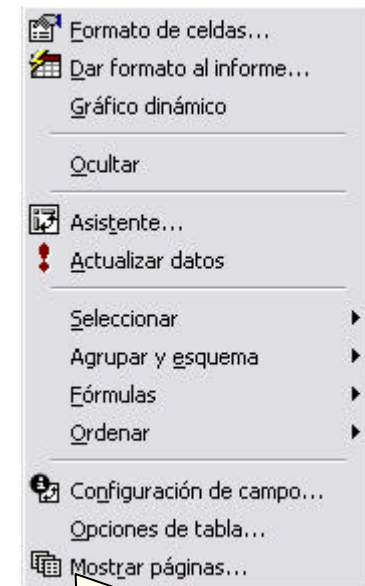 Formato de celdas...
Dar formato al informe...
Gráfico dinámico
Ocultar
Asistente...
Actualizar datos
Seleccionar
Agrupar y esquema
Fórmulas
Ordenar
Configuración de campo...
Opciones de tabla...
Mostrar páginas...